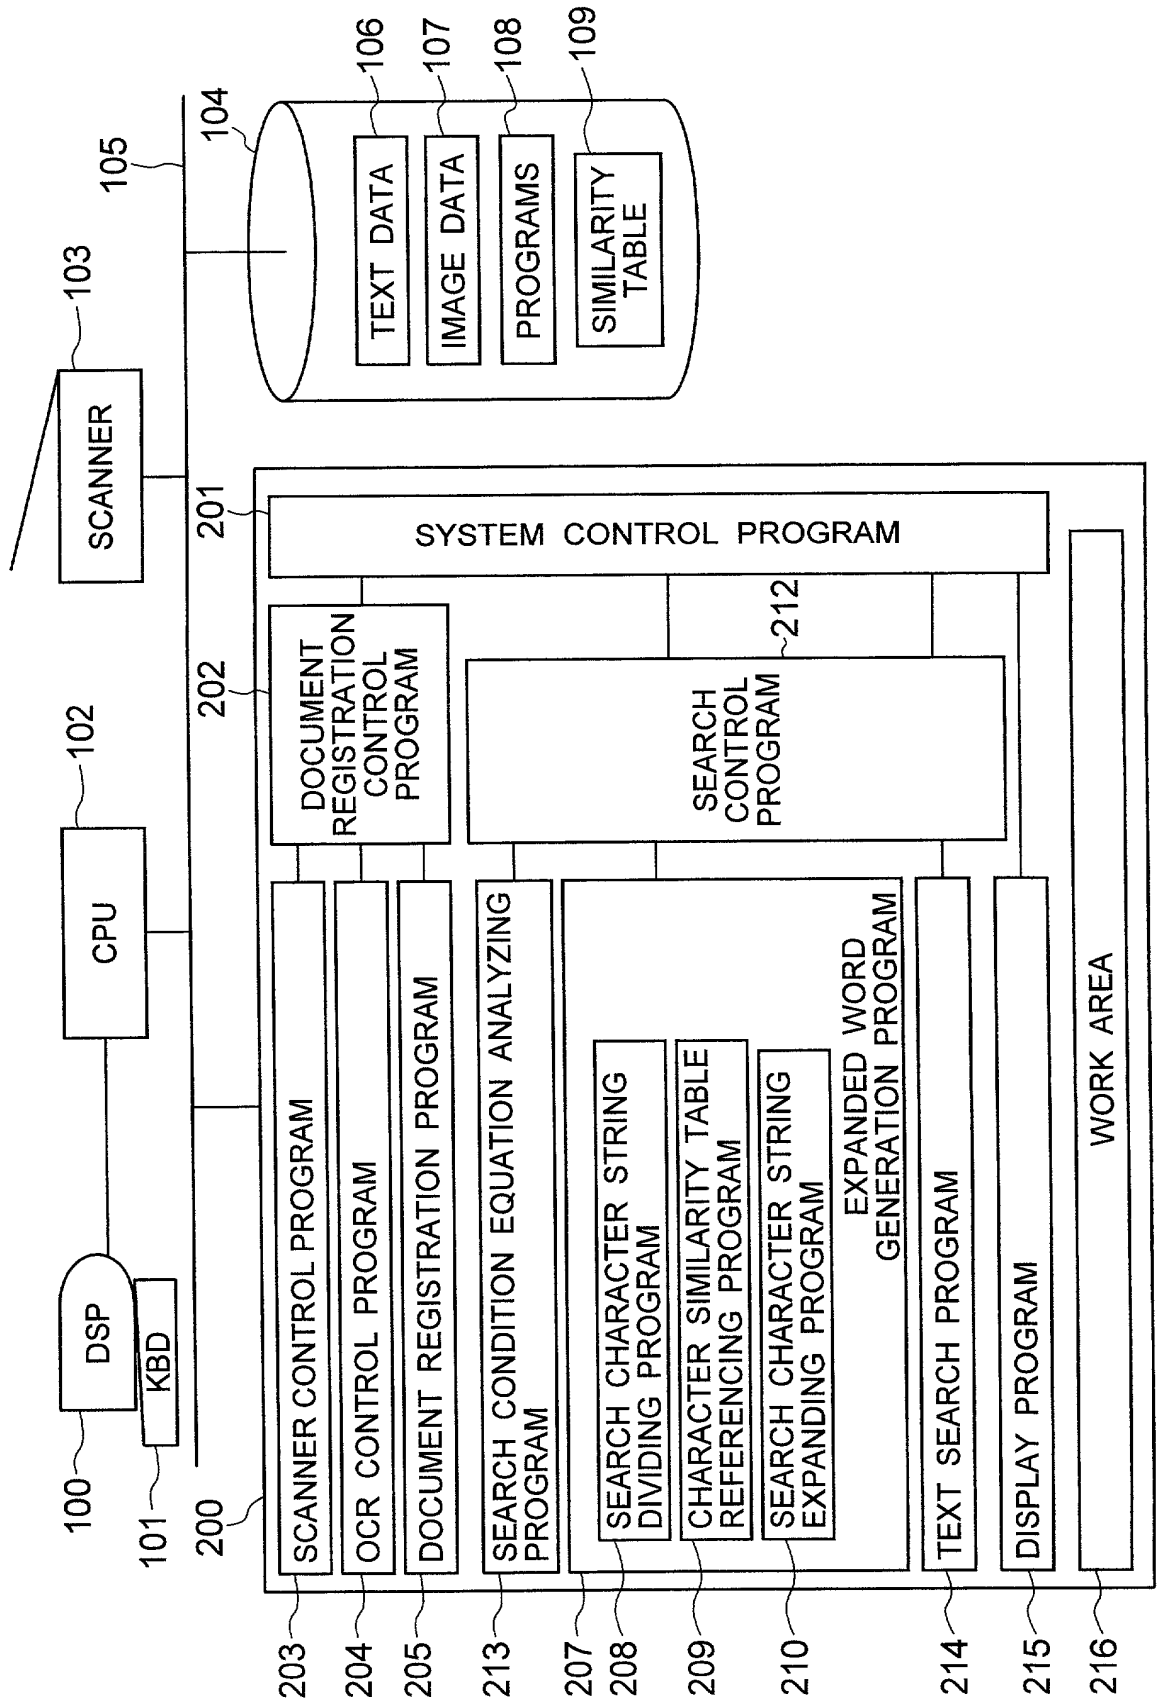 100
DSP
101
KBD
102
CPU
103
SCANNER
105
104
TEXT DATA
106
IMAGE DATA
107
PROGRAMS
108
SIMILARITY
TABLE
109
200
201
SYSTEM CONTROL PROGRAM
202
DOCUMENT
REGISTRATION
CONTROL
PROGRAM
203
SCANNER CONTROL PROGRAM
204
OCR CONTROL PROGRAM
205
DOCUMENT REGISTRATION PROGRAM
212
SEARCH
CONTROL
PROGRAM
213
SEARCH CONDITION EQUATION ANALYZING
PROGRAM
207
208
SEARCH CHARACTER STRING
DIVIDING PROGRAM
209
CHARACTER SIMILARITY TABLE
REFERENCING PROGRAM
210
SEARCH CHARACTER STRING
EXPANDING PROGRAM
EXPANDED WORD
GENERATION PROGRAM
214
TEXT SEARCH PROGRAM
215
DISPLAY PROGRAM
216
WORK AREA